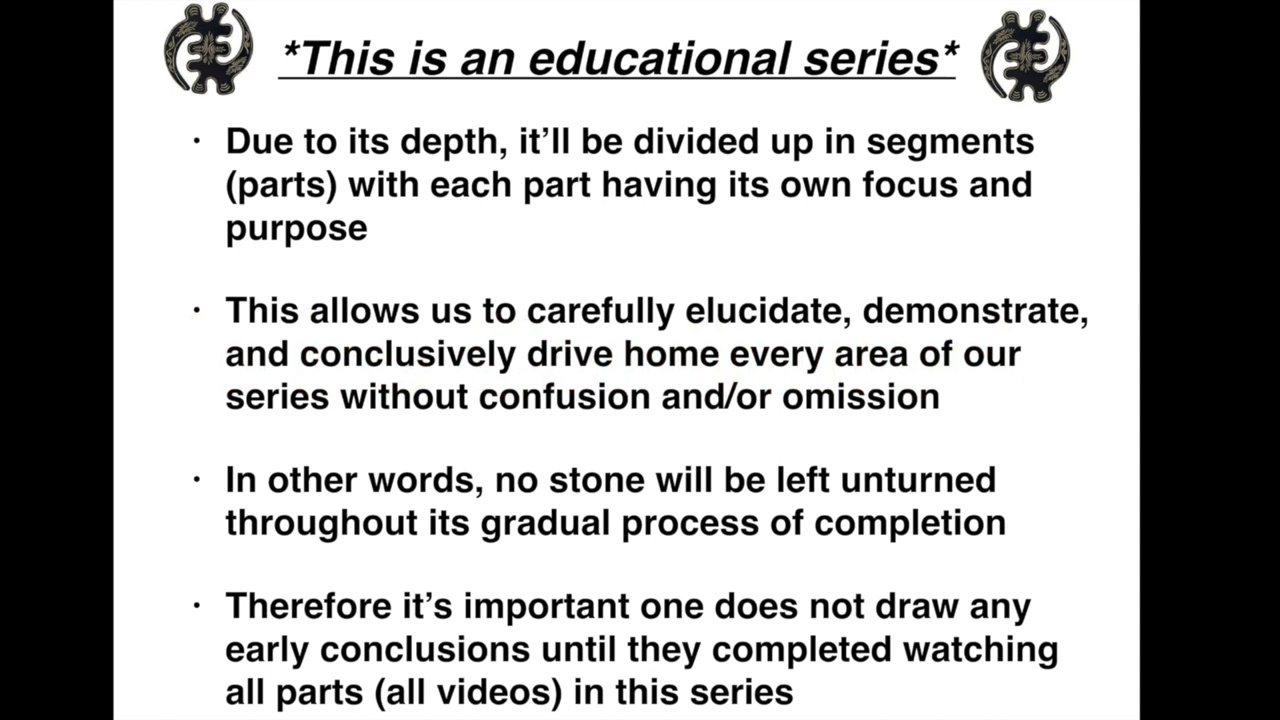 *This is an educational series*
· Due to its depth, it’ll be divided up in segments
(parts) with each part having its own focus and
purpose
· This allows us to carefully elucidate, demonstrate,
and conclusively drive home every area of our
series without confusion and/or omission
· In other words, no stone will be left unturned
throughout its gradual process of completion
· Therefore it’s important one does not draw any
early conclusions until they completed watching
all parts (all videos) in this series